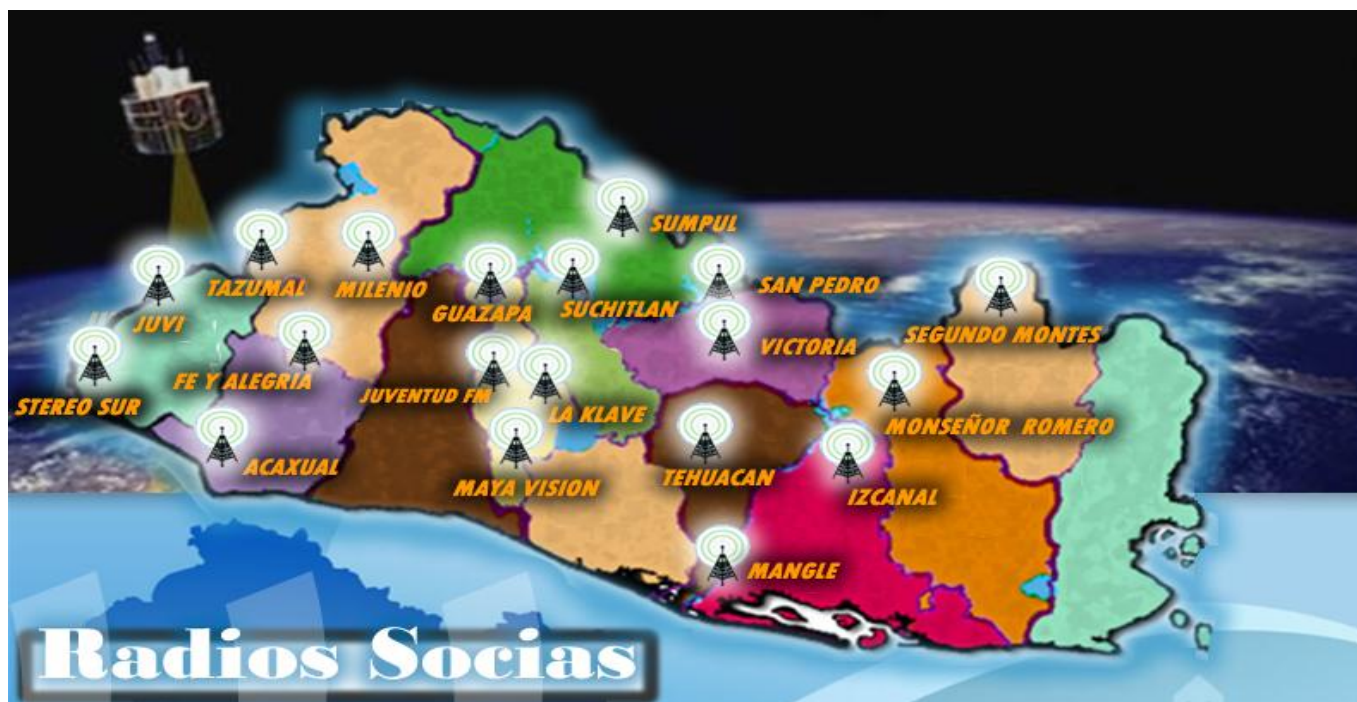 SUMPUL
TAZUMAL
MILENIO
GUAZAPA
SUCHITLAN
SAN PEDRO
JUVI
SEGUNDO MONTES
VICTORIA
STEREO SUR
FE Y ALEGRIA
JUVENTUD FM
LA KLAVE
MONSEÑOR ROMERO
ACAXUAL
MAYA VISION
TEHUACAN
IZCANAL
MANGLE
Radios Socias